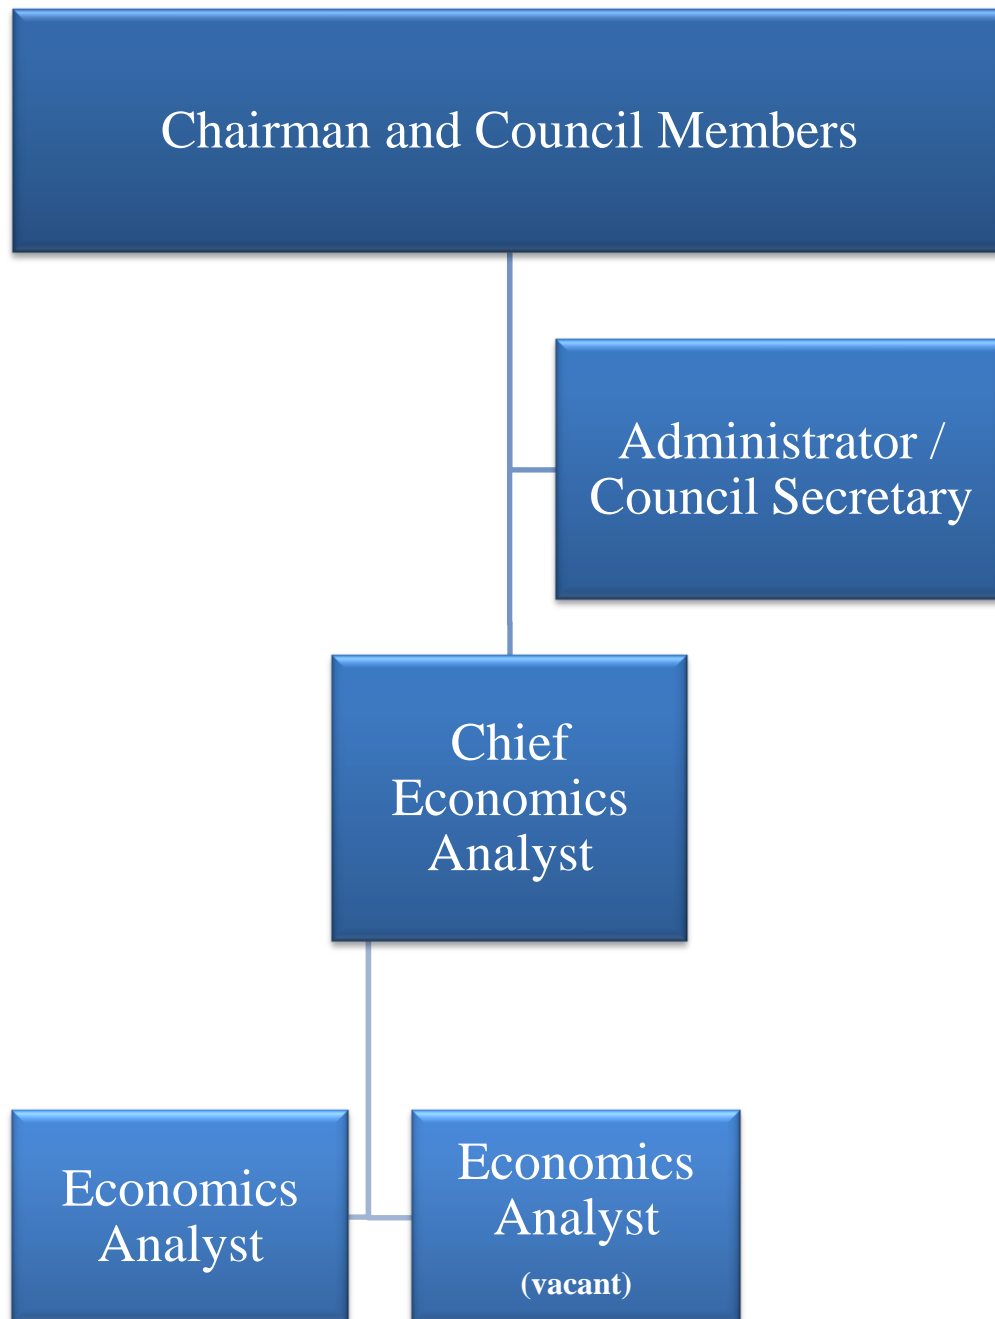 Chairman and Council Members
Administrator /
Council Secretary
Chief
Economics
Analyst
Economics
Analyst
Economics
Analyst
(vacant)